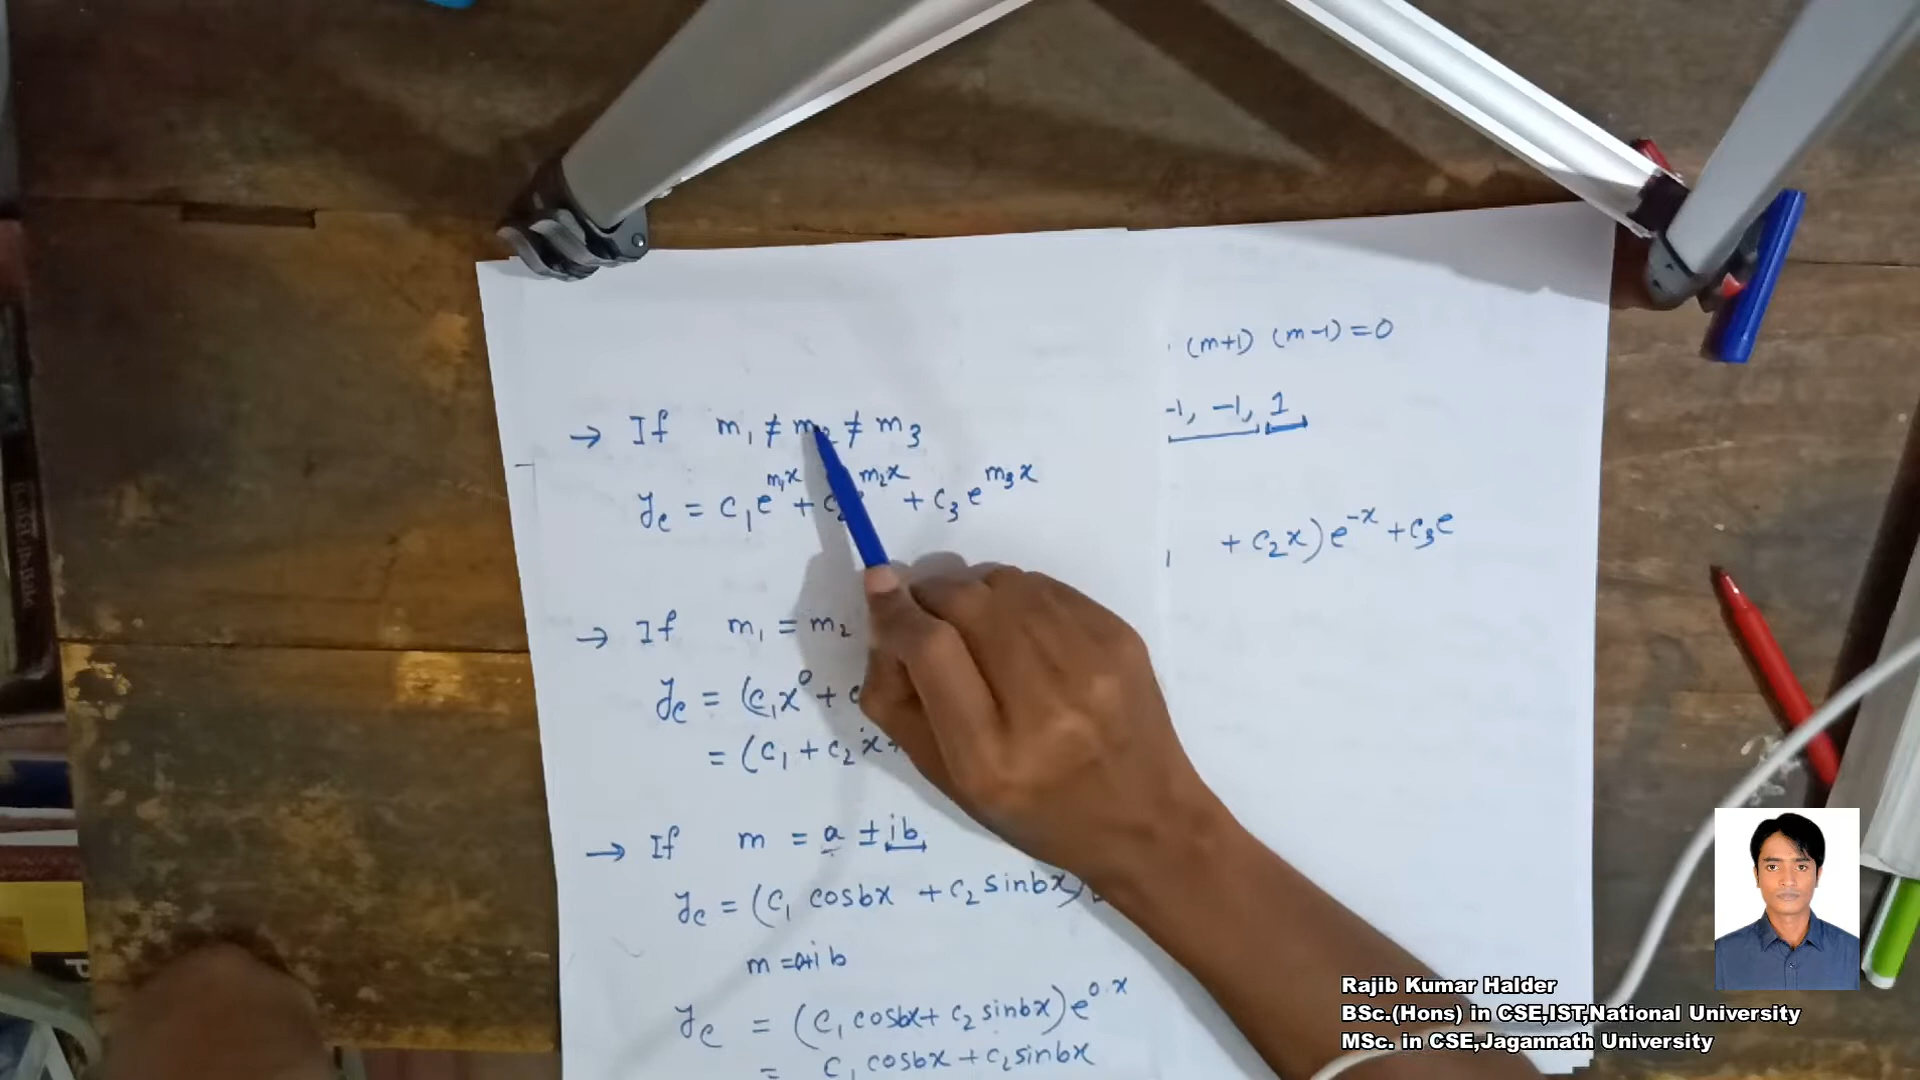 → If m₁ ≠ m₂ ≠ m₃
y_c = c₁e^{m₁x} + c₂ ^{m₂x} + c₃e^{m₃x}
→ If m₁ = m₂
y_c = (c₁x⁰ +
= (c₁ + c₂x +
→ If m = a ± ib
y_c = (c₁ cosbx + c₂ sinbx)
m = a+ib
y_c = (c₁ cosbx + c₂ sinbx) e^{0·x}
= c₁ cosbx + c₂ sinbx
(m+1) (m-1) = 0
-1, -1, 1
+ c₂x) e^{-x} + c₃e
Rajib Kumar Halder
BSc.(Hons) in CSE,IST,National University
MSc. in CSE,Jagannath University